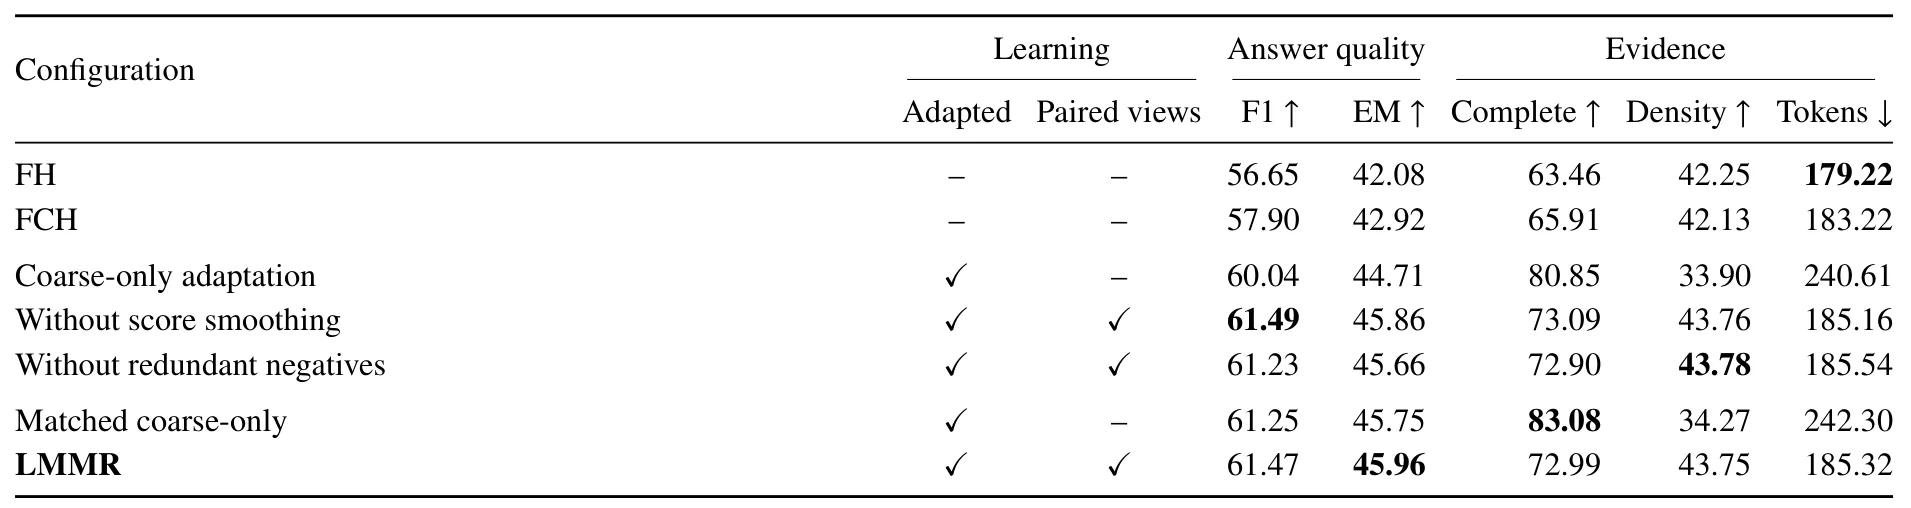 Configuration Learning Answer quality Evidence
Adapted Paired views F1 ↑ EM ↑ Complete ↑ Density ↑ Tokens ↓
FH – – 56.65 42.08 63.46 42.25 179.22
FCH – – 57.90 42.92 65.91 42.13 183.22
Coarse-only adaptation ✓ – 60.04 44.71 80.85 33.90 240.61
Without score smoothing ✓ ✓ 61.49 45.86 73.09 43.76 185.16
Without redundant negatives ✓ ✓ 61.23 45.66 72.90 43.78 185.54
Matched coarse-only ✓ – 61.25 45.75 83.08 34.27 242.30
LMMR ✓ ✓ 61.47 45.96 72.99 43.75 185.32